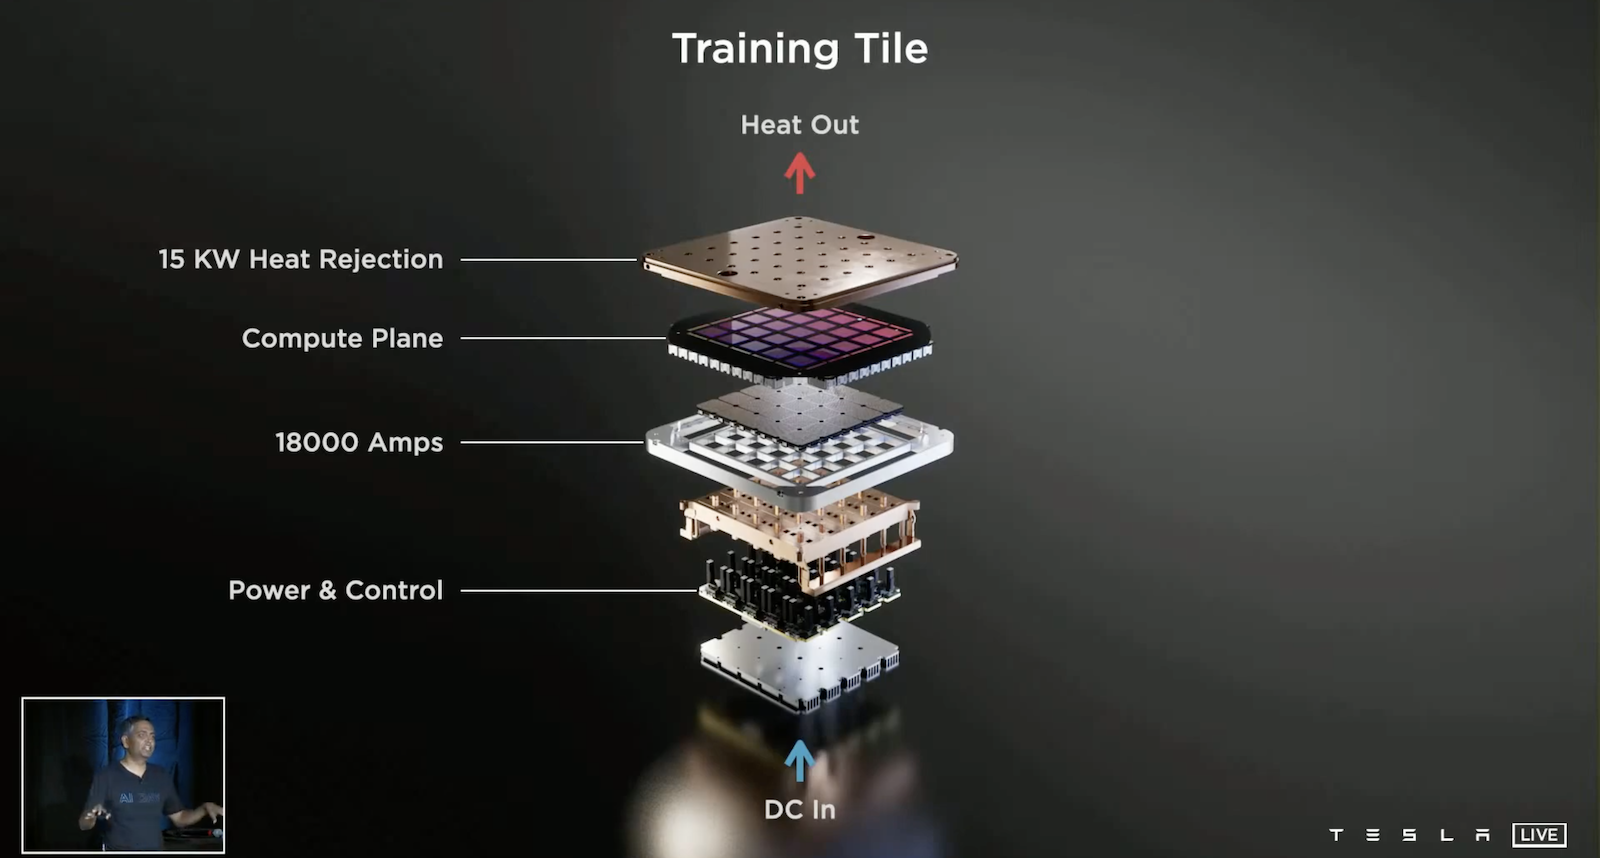 Training Tile
Heat Out
15 KW Heat Rejection
Compute Plane
18000 Amps
Power & Control
DC In
TESLA LIVE